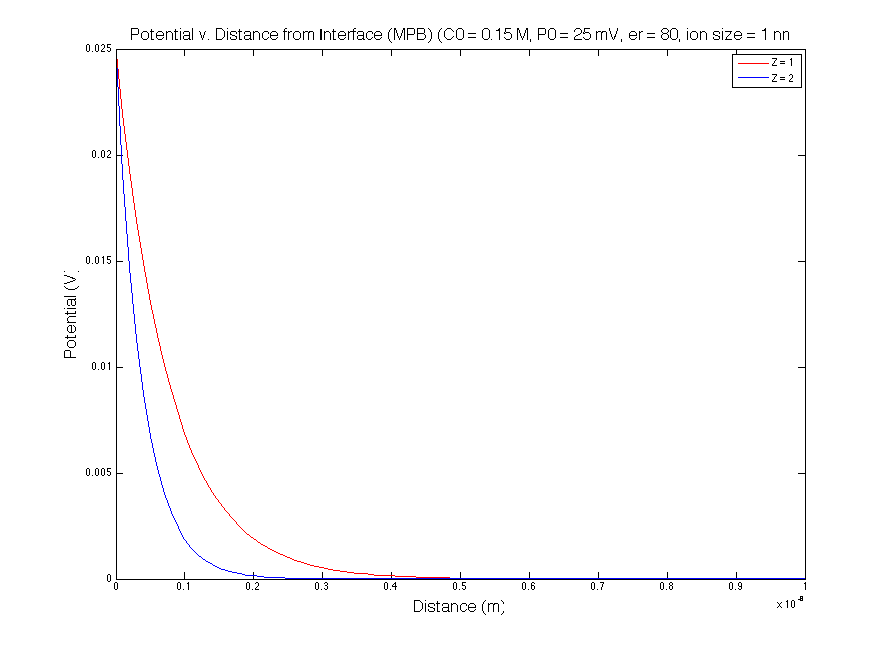 Potential v. Distance from Interface (MPB) (C0 = 0.15 M, P0 = 25 mV, er = 80, ion size = 1 nn
Z = 1
Z = 2
0.025
0.02
0.015
0.01
0.005
0
Potential (V.
0 0.1 0.2 0.3 0.4 0.5 0.6 0.7 0.8 0.9 1
x 10^-8
Distance (m)